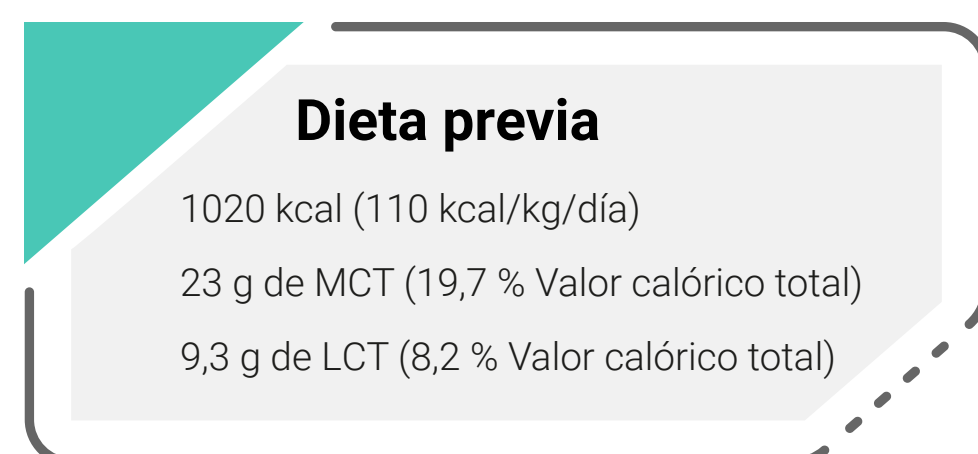 Dieta previa
1020 kcal (110 kcal/kg/día)
23 g de MCT (19,7 % Valor calórico total)
9,3 g de LCT (8,2 % Valor calórico total)